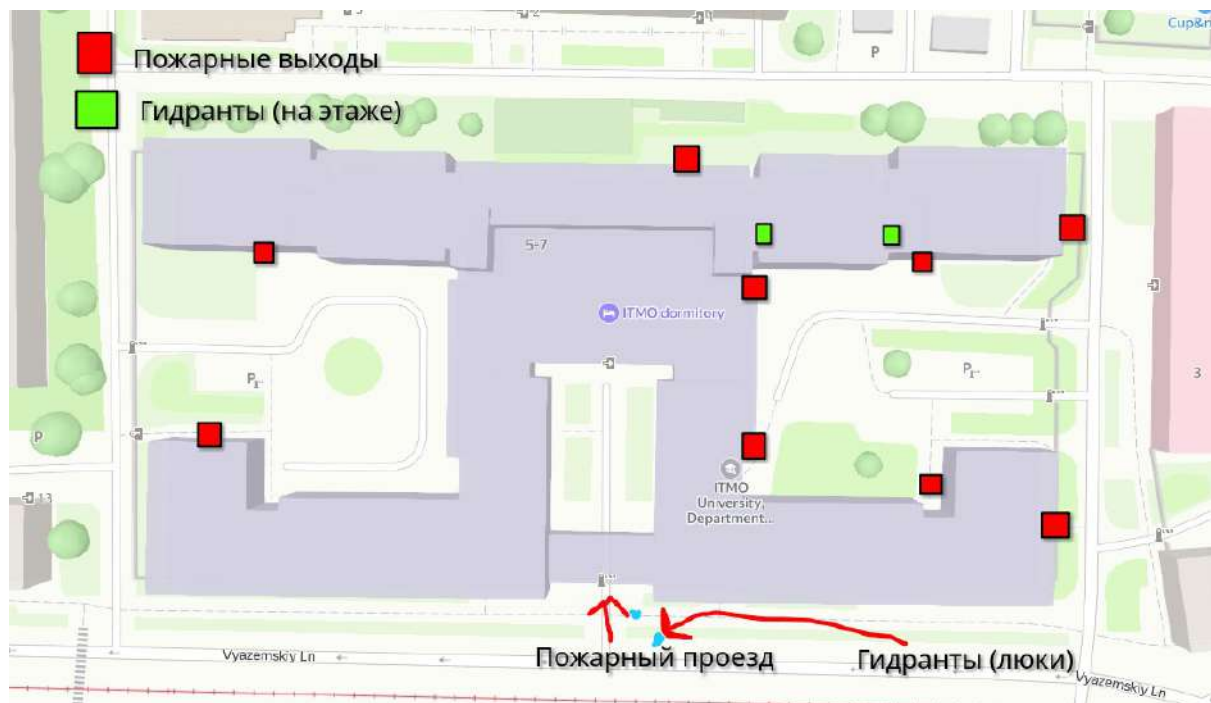 Cup&
Пожарные выходы
P
Гидранты (на этаже)
5-7
ITMO dormitory
P
3
P
P
13
ITMO
University,
Department...
Vyazemskiy Ln
Пожарный проезд
Гидранты (люки)
Vyazemskiy Ln